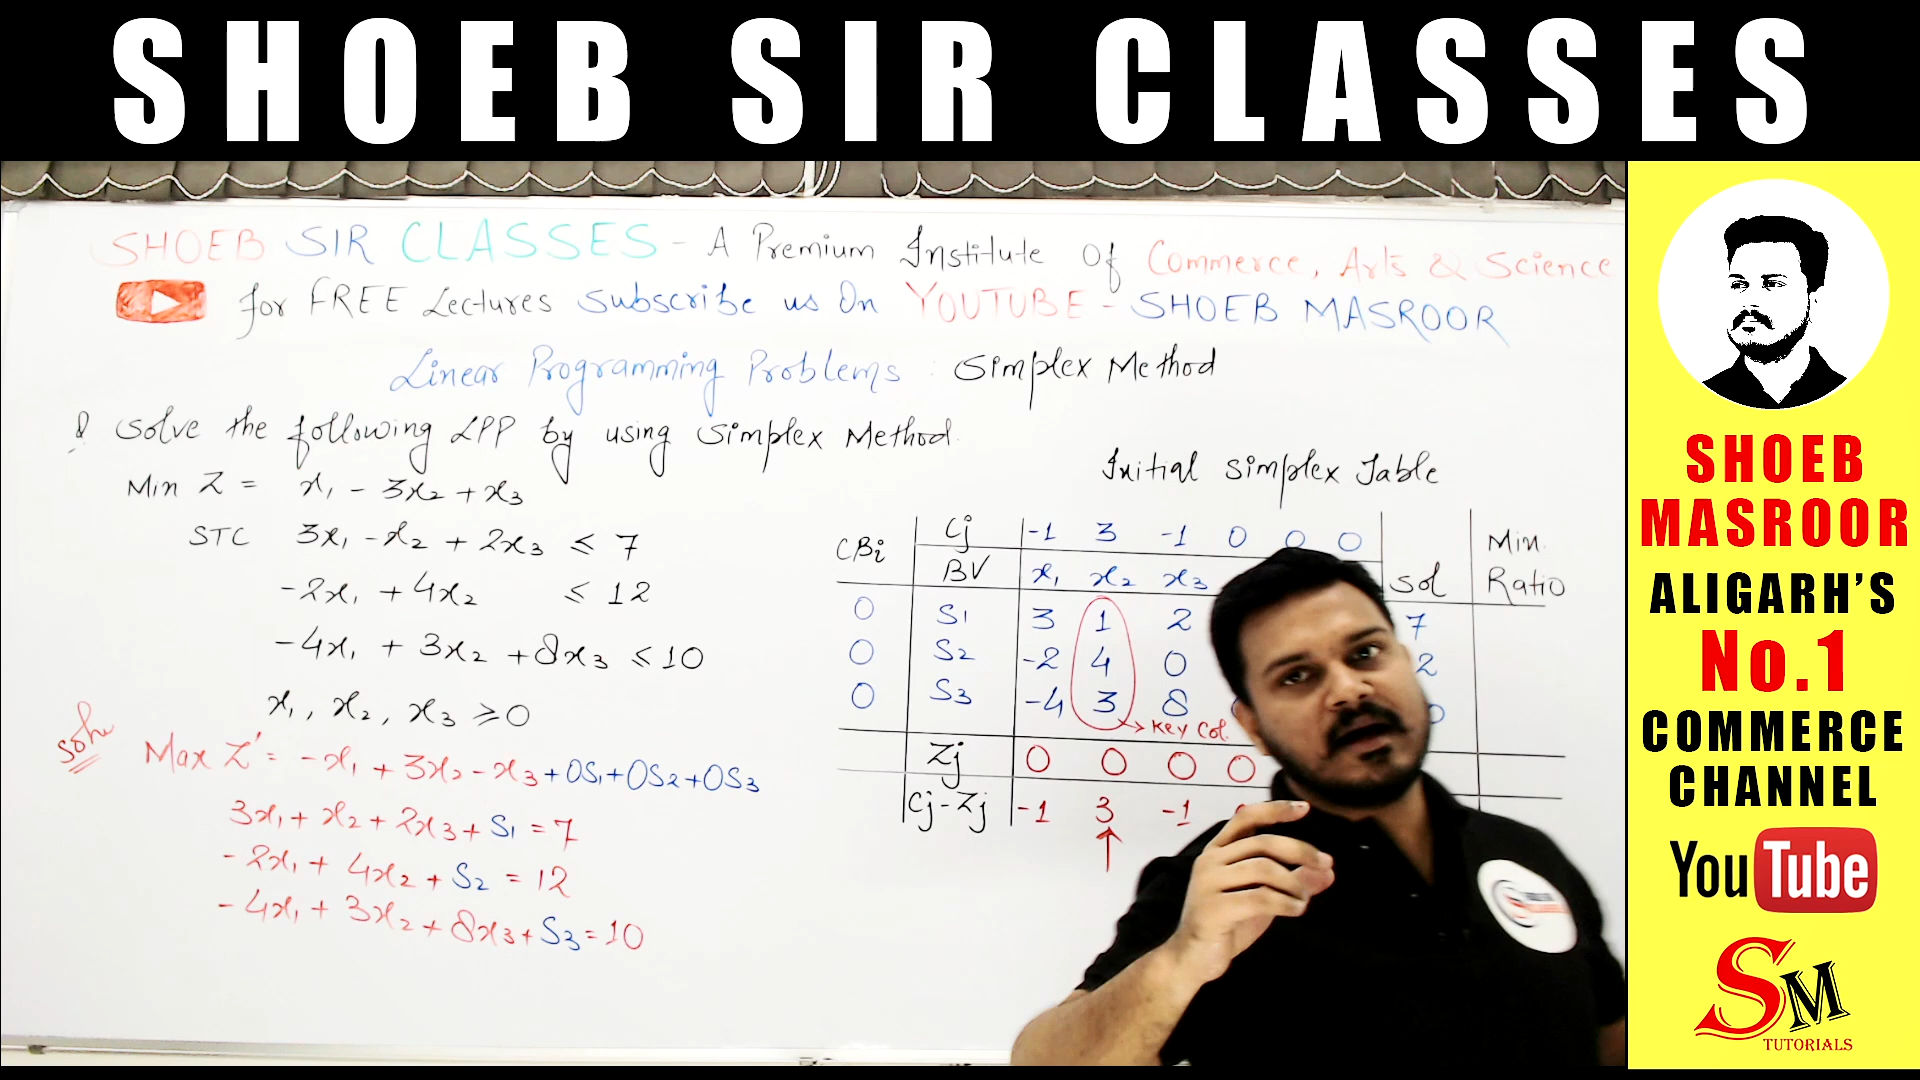 SHOEB SIR CLASSES
SHOEB SIR CLASSES - A Premium Institute Of Commerce, Arts & Science
for FREE Lectures Subscribe us On YOUTUBE - SHOEB MASROOR
Linear Programming Problems : Simplex Method
Q Solve the following LPP by using Simplex Method.
Min Z = x₁ - 3x₂ + x₃
STC 3x₁ - x₂ + 2x₃ ≤ 7
-2x₁ + 4x₂ ≤ 12
-4x₁ + 3x₂ + 8x₃ ≤ 10
x₁, x₂, x₃ ≥ 0
Soln
Max Z' = -x₁ + 3x₂ - x₃ + 0S₁ + 0S₂ + 0S₃
3x₁ + x₂ + 2x₃ + S₁ = 7
-2x₁ + 4x₂ + S₂ = 12
-4x₁ + 3x₂ + 8x₃ + S₃ = 10
Initial Simplex Table
CBi Cj -1 3 -1 0 0 0 Min.
BV x₁ x₂ x₃ Sol Ratio
0 S1 3 1 2 7
0 S2 -2 4 0 2
0 S3 -4 3 8 0
Key Col.
Zj 0 0 0 0
Cj-Zj -1 3 -1
SHOEB
MASROOR
ALIGARH'S
No.1
COMMERCE
CHANNEL
YouTube
SM
TUTORIALS